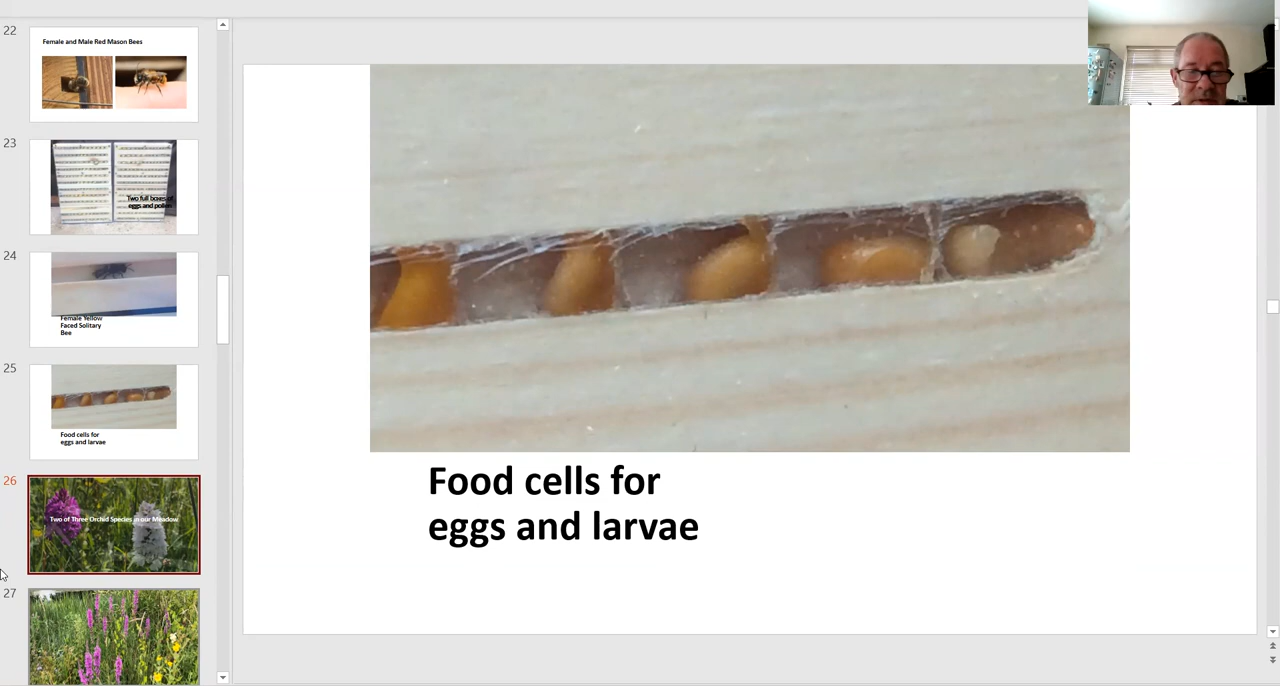 22
Female and Male Red Mason Bees
23
Two full boxes of
eggs and pollen
24
Female Yellow
Faced Solitary
Bee
25
Food cells for
eggs and larvae
26
Two of Three Orchid Species in our Meadow
27
Food cells for
eggs and larvae